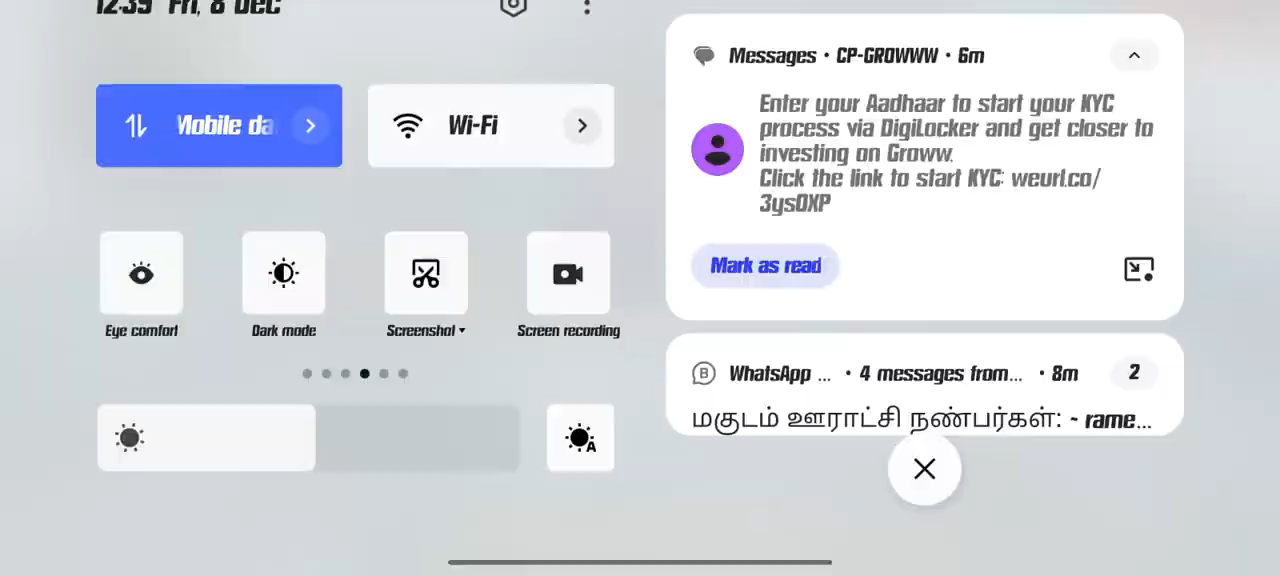 12:39 Fri, 8 Dec
Mobile da
Wi-Fi
Eye comfort
Dark mode
Screenshot
Screen recording
Messages • CP-GROWWW • 6m
Enter your Aadhaar to start your KYC
process via DigiLocker and get closer to
investing on Groww.
Click the link to start KYC: weurl.co/
3ysOXP
Mark as read
WhatsApp ... • 4 messages from... • 8m
2
மகுடம் ஊராட்சி நண்பர்கள்: ~ rame...